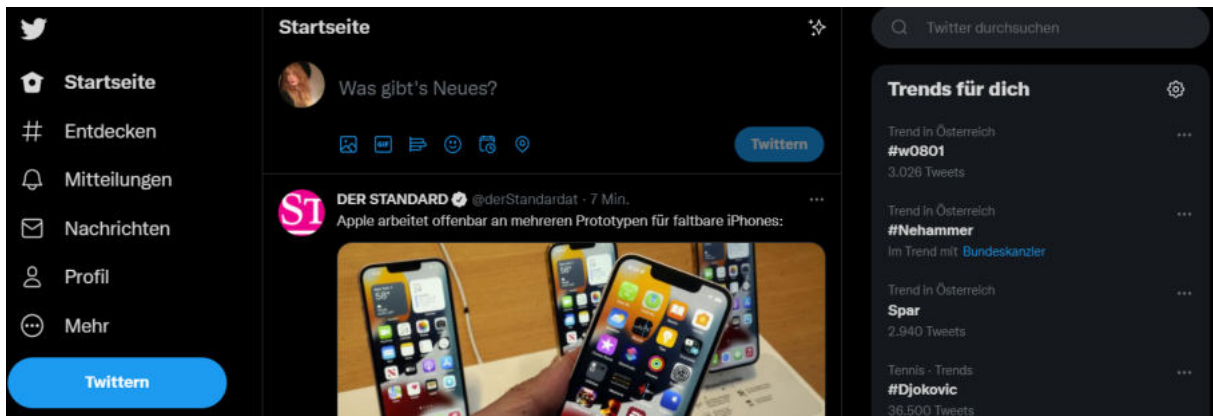 Startseite
Entdecken
Mitteilungen
Nachrichten
Profil
Mehr
Twittern
Startseite
Was gibt's Neues?
GIF
Twittern
ST
DER STANDARD @derStandardat · 7 Min.
Apple arbeitet offenbar an mehreren Prototypen für faltbare iPhones:
Twitter durchsuchen
Trends für dich
Trend in Österreich
#w0801
3.026 Tweets
Trend in Österreich
#Nehammer
Im Trend mit Bundeskanzler
Trend in Österreich
Spar
2.940 Tweets
Tennis · Trends
#Djokovic
36.500 Tweets